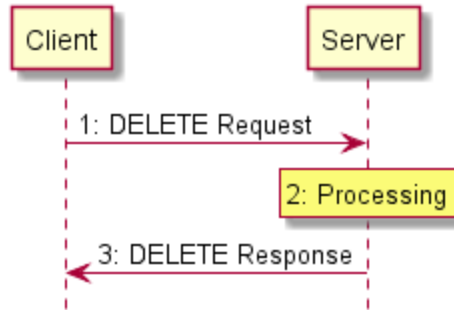 Client
Server
1: DELETE Request
2: Processing
3: DELETE Response